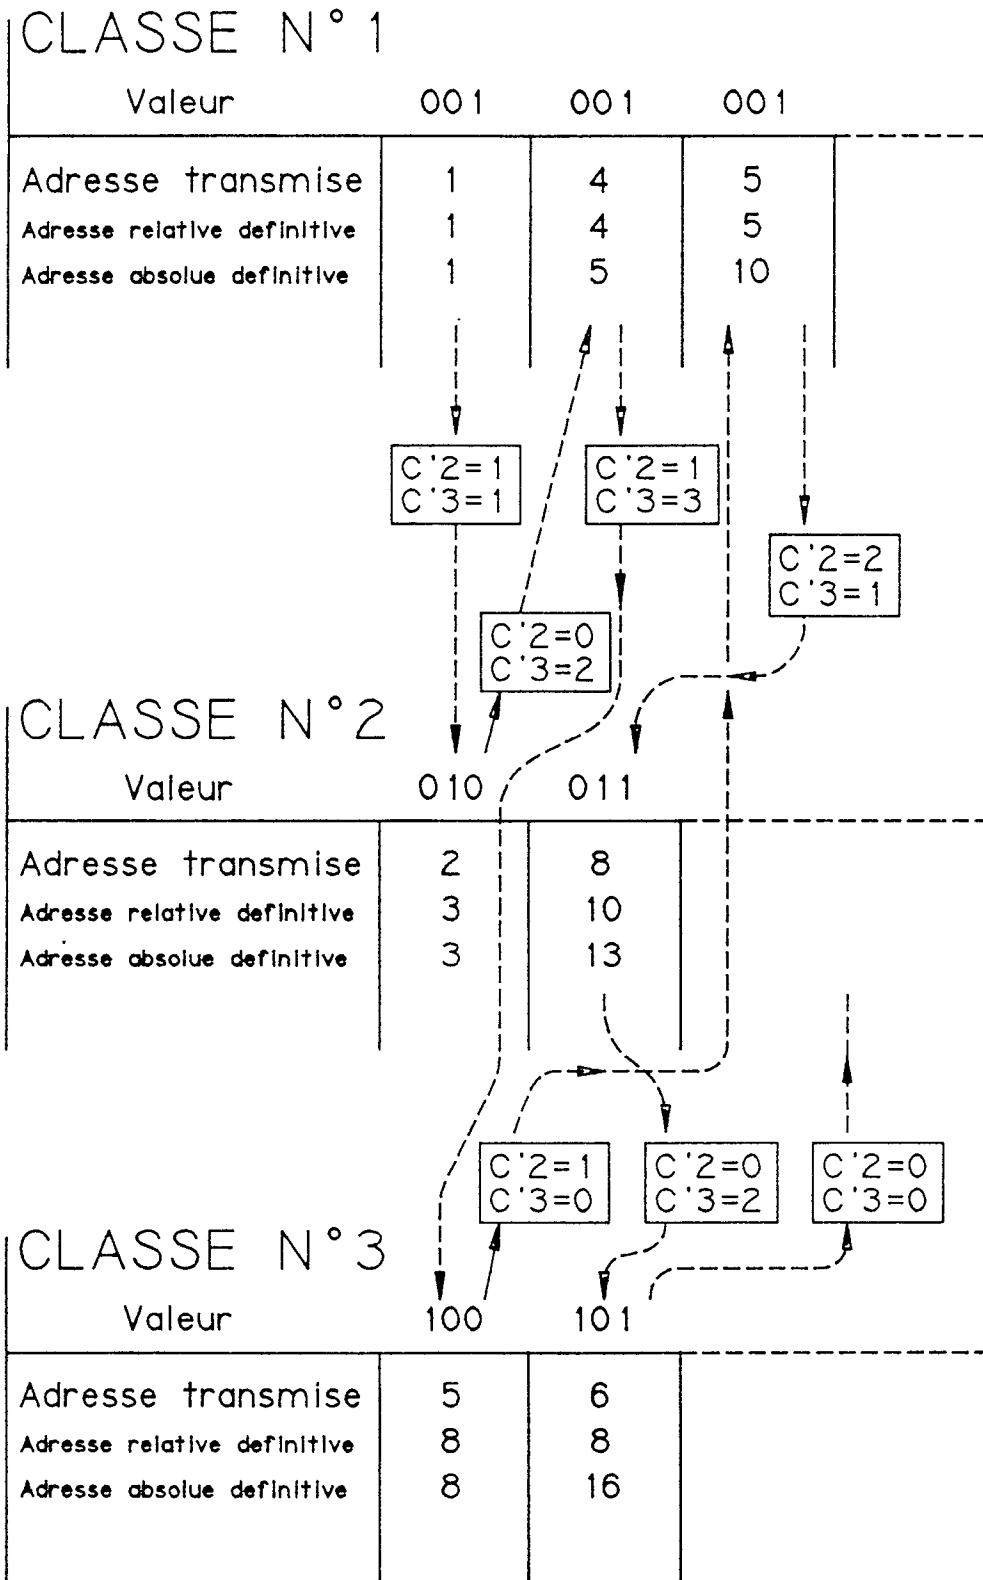 CLASSE N°1
Valeur 001 001 001
Adresse transmise 1 4 5
Adresse relative definitive 1 4 5
Adresse absolue definitive 1 5 10
C'2=1 C'2=1
C'3=1 C'3=3
C'2=2
C'3=1
C'2=0
C'3=2
CLASSE N°2
Valeur 010 011
Adresse transmise 2 8
Adresse relative definitive 3 10
Adresse absolue definitive 3 13
C'2=1 C'2=0 C'2=0
C'3=0 C'3=2 C'3=0
CLASSE N°3
Valeur 100 101
Adresse transmise 5 6
Adresse relative definitive 8 8
Adresse absolue definitive 8 16